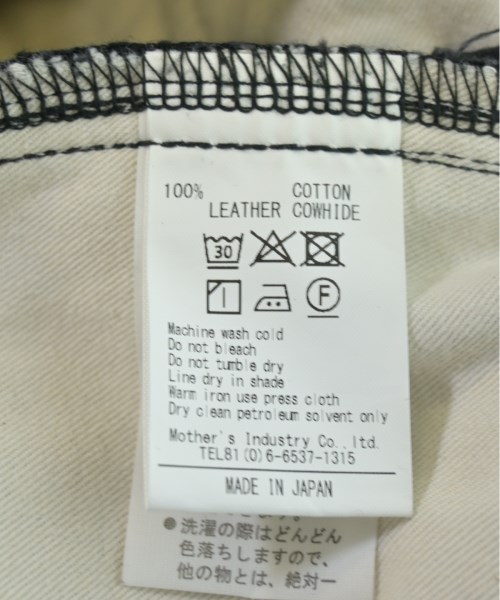 100% COTTON
LEATHER COWHIDE
30
F
Machine wash cold
Do not bleach
Do not tumble dry
Line dry in shade
Warm iron use press cloth
Dry clean petroleum solvent only
Mother's Industry Co.,ltd.
TEL81(0)6-6537-1315
MADE IN JAPAN
●洗濯の際はどんどん
色落ちしますので、
他の物とは、絶対一